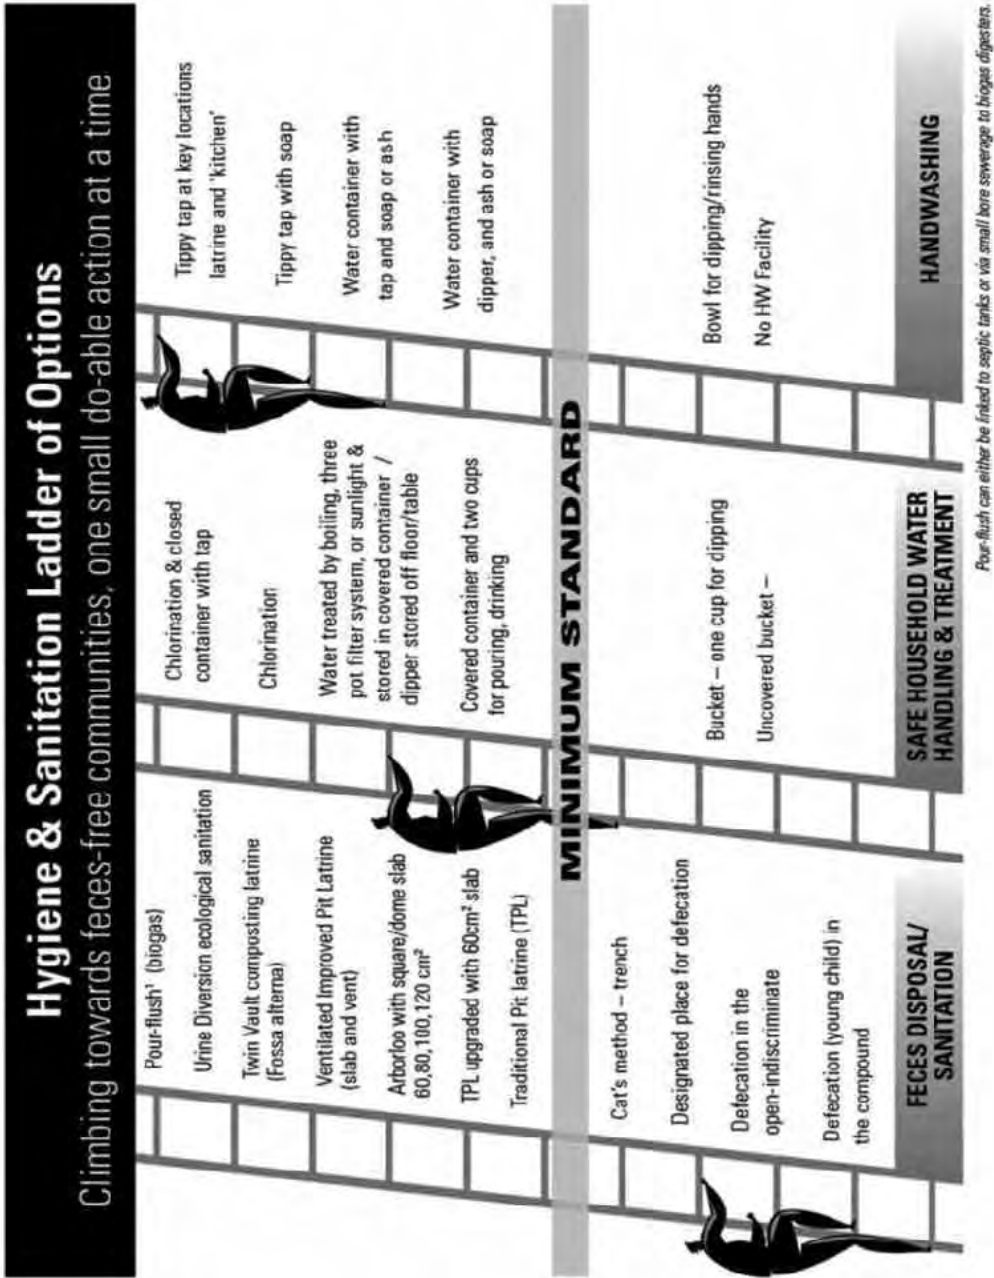 Hygiene & Sanitation Ladder of Options
Climbing towards feces-free communities, one small do-able action at a time
Pour-flush¹ (biogas)
Urine Diversion ecological sanitation
Twin Vault composting latrine
(Fossa alterna)
Ventilated Improved Pit Latrine
(slab and vent)
Arborloo with square/dome slab
60,80,100,120 cm²
TPL upgraded with 60cm² slab
Traditional Pit latrine (TPL)
Cat's method – trench
Designated place for defecation
Defecation in the
open-indiscriminate
Defecation (young child) in
the compound
FECES DISPOSAL/
SANITATION
Chlorination & closed
container with tap
Chlorination
Water treated by boiling, three
pot filter system, or sunlight &
stored in covered container /
dipper stored off floor/table
Covered container and two cups
for pouring, drinking
MINIMUM STANDARD
Bucket – one cup for dipping
Uncovered bucket –
SAFE HOUSEHOLD WATER
HANDLING & TREATMENT
Tippy tap at key locations
latrine and 'kitchen'
Tippy tap with soap
Water container with
tap and soap or ash
Water container with
dipper, and ash or soap
Bowl for dipping/rinsing hands
No HW Facility
HANDWASHING
Pour-flush can either be linked to septic tanks or via small bore sewerage to biogas digesters.